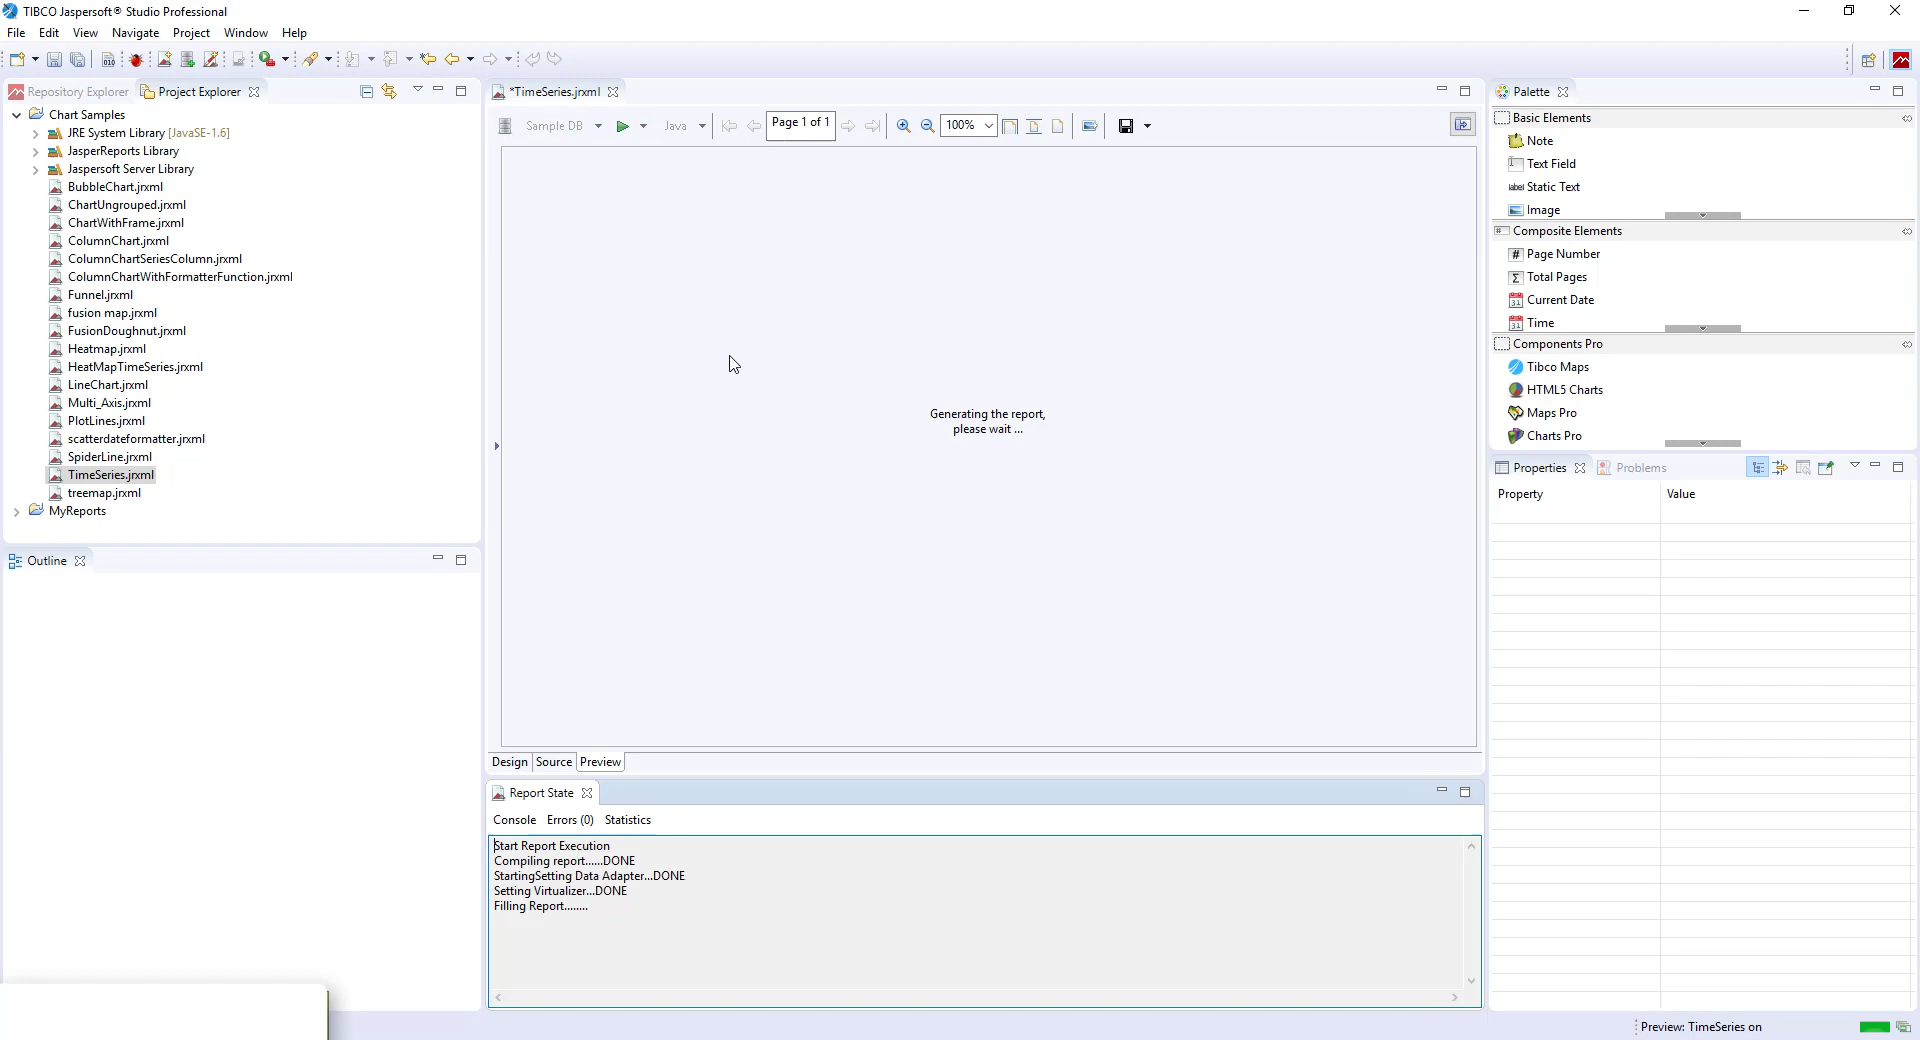 TIBCO Jaspersoft® Studio Professional
File Edit View Navigate Project Window Help
Repository Explorer
Project Explorer
Chart Samples
JRE System Library [JavaSE-1.6]
JasperReports Library
Jaspersoft Server Library
BubbleChart.jrxml
ChartUngrouped.jrxml
ChartWithFrame.jrxml
ColumnChart.jrxml
ColumnChartSeriesColumn.jrxml
ColumnChartWithFormatterFunction.jrxml
Funnel.jrxml
fusion map.jrxml
FusionDoughnut.jrxml
Heatmap.jrxml
HeatMapTimeSeries.jrxml
LineChart.jrxml
Multi_Axis.jrxml
PlotLines.jrxml
scatterdateformatter.jrxml
SpiderLine.jrxml
TimeSeries.jrxml
treemap.jrxml
MyReports
Outline
*TimeSeries.jrxml
Sample DB Java Page 1 of 1 100%
Generating the report,
please wait ...
Design Source Preview
Report State
Console Errors (0) Statistics
Start Report Execution
Compiling report......DONE
StartingSetting Data Adapter...DONE
Setting Virtualizer...DONE
Filling Report........
Palette
Basic Elements
Note
Text Field
label Static Text
Image
Composite Elements
# Page Number
Σ Total Pages
31 Current Date
31 Time
Components Pro
Tibco Maps
HTML5 Charts
Maps Pro
Charts Pro
Properties Problems
Property Value
Preview: TimeSeries on